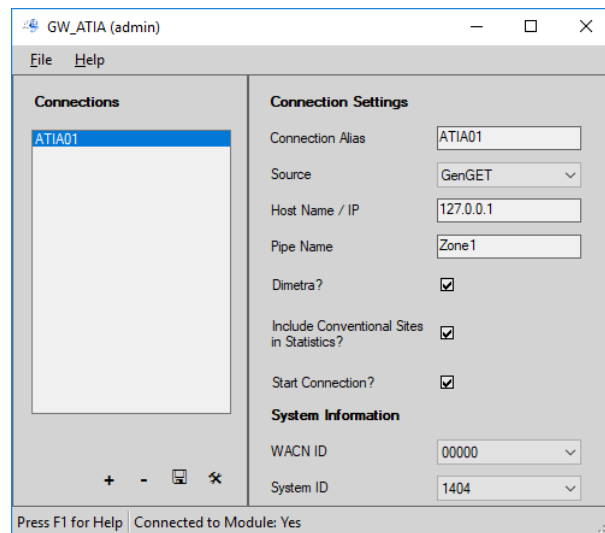 GW_ATIA (admin)
File Help
Connections
ATIA01
+ -
Connection Settings
Connection Alias ATIA01
Source GenGET
Host Name / IP 127.0.0.1
Pipe Name Zone1
Dimetra?
Include Conventional Sites
in Statistics?
Start Connection?
System Information
WACN ID 00000
System ID 1404
Press F1 for Help Connected to Module: Yes